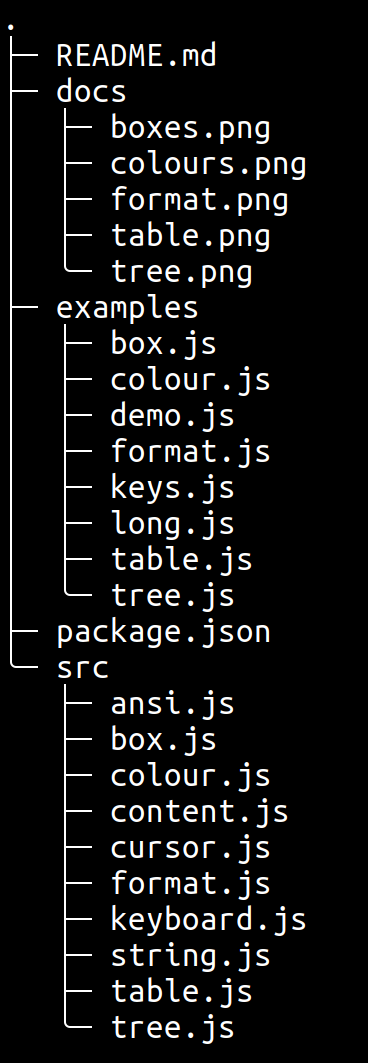 .
├── README.md
├── docs
│  ├── boxes.png
│  ├── colours.png
│  ├── format.png
│  ├── table.png
│  ╰── tree.png
├── examples
│  ├── box.js
│  ├── colour.js
│  ├── demo.js
│  ├── format.js
│  ├── keys.js
│  ├── long.js
│  ├── table.js
│  ╰── tree.js
├── package.json
╰── src
   ├── ansi.js
   ├── box.js
   ├── colour.js
   ├── content.js
   ├── cursor.js
   ├── format.js
   ├── keyboard.js
   ├── string.js
   ├── table.js
   ╰── tree.js